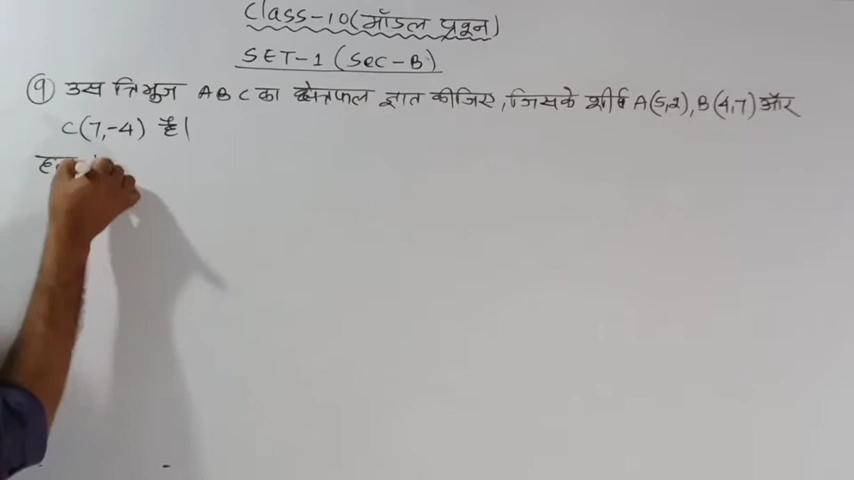 Class-10(मॉडल प्रश्न)
SET-1 (Sec-B)
9 उस त्रिभुज ABC का क्षेत्रफल ज्ञात कीजिए, जिसके शीर्ष A(5,2), B(4,7) और
C(7,-4) है।